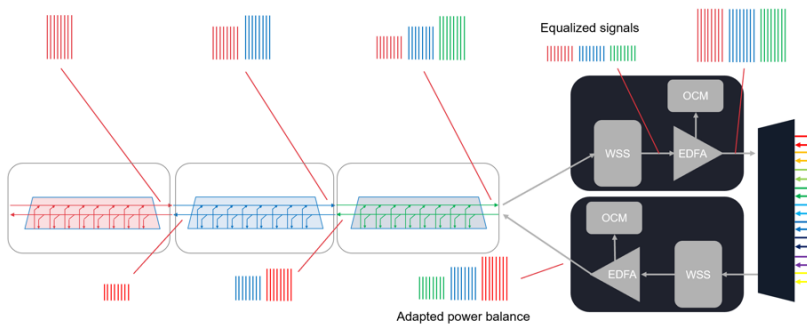 Equalized signals
OCM
WSS
EDFA
OCM
EDFA
WSS
Adapted power balance